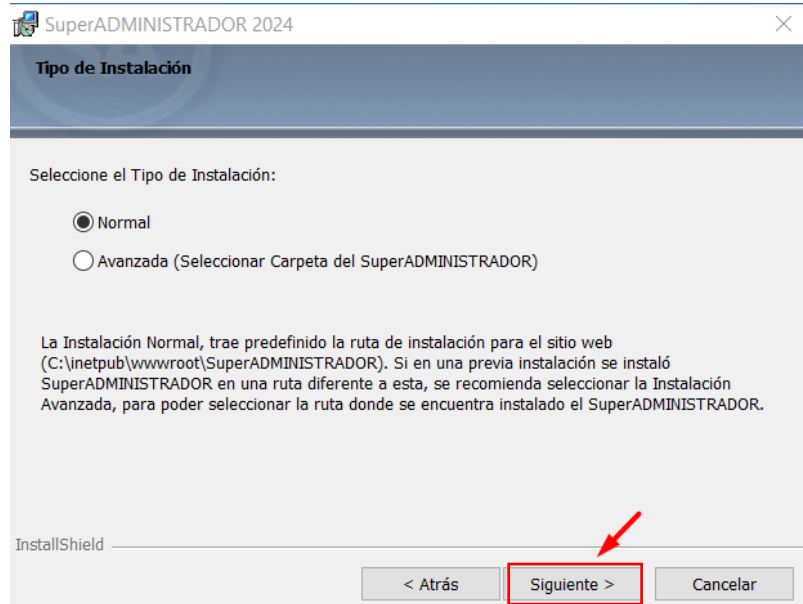 SuperADMINISTRADOR 2024
Tipo de Instalación
Seleccione el Tipo de Instalación:
Normal
Avanzada (Seleccionar Carpeta del SuperADMINISTRADOR)
La Instalación Normal, trae predefinido la ruta de instalación para el sitio web
(C:\inetpub\wwwroot\SuperADMINISTRADOR). Si en una previa instalación se instaló
SuperADMINISTRADOR en una ruta diferente a esta, se recomienda seleccionar la Instalación
Avanzada, para poder seleccionar la ruta donde se encuentra instalado el SuperADMINISTRADOR.
InstallShield
< Atrás
Siguiente >
Cancelar